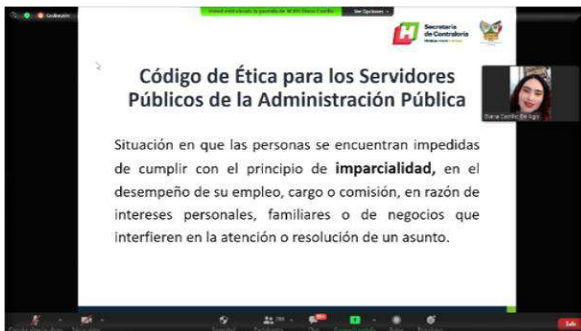 Ver Opciones
Secretaría
de Contraloría
Código de Ética para los Servidores
Públicos de la Administración Pública
Situación en que las personas se encuentran impedidas
de cumplir con el principio de imparcialidad, en el
desempeño de su empleo, cargo o comisión, en razón de
intereses personales, familiares o de negocios que
interfieren en la atención o resolución de un asunto.